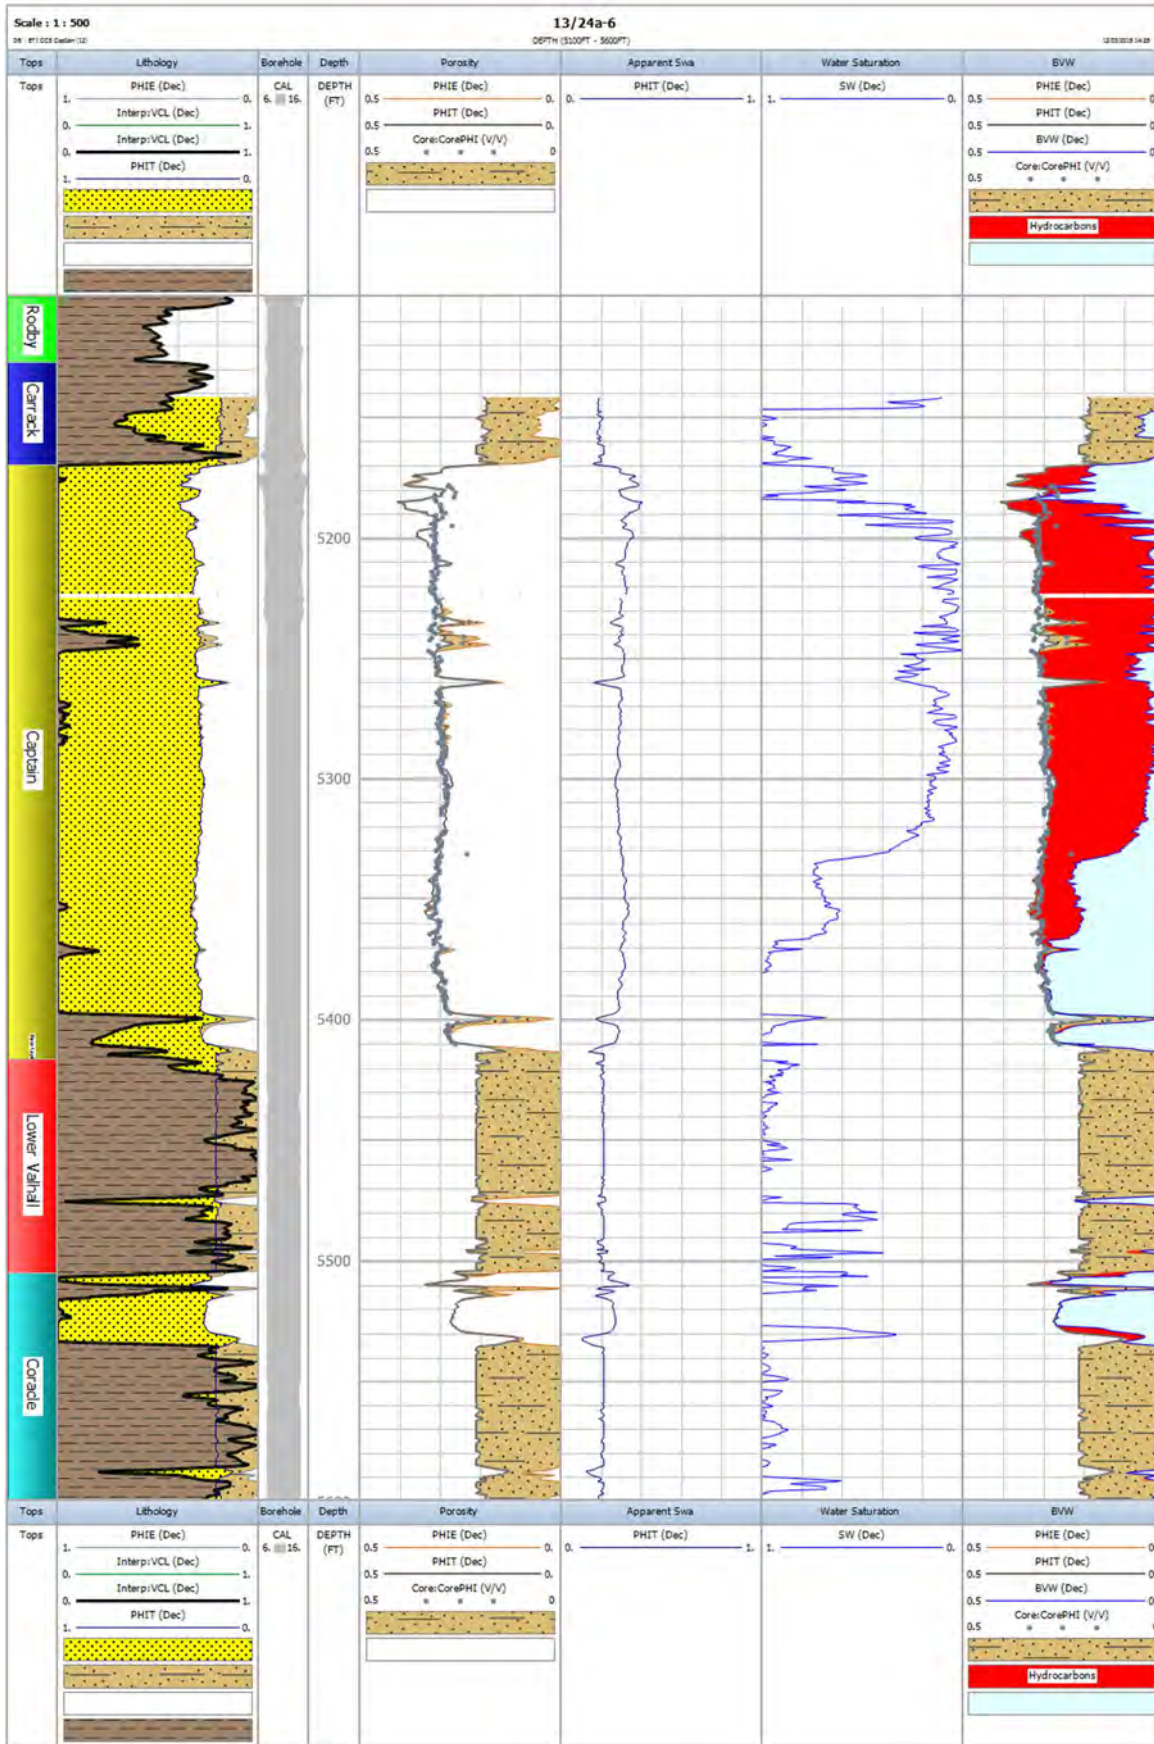 Scale : 1 : 500
13/24a-6
DEPTH (5100FT - 5600FT)
Tops Lithology Borehole Depth Porosity Apparent Swa Water Saturation BVW
Tops
PHIE (Dec)
1. 0.
Interp:VCL (Dec)
0. 1.
Interp:VCL (Dec)
0. 1.
PHIT (Dec)
1. 0.
CAL
6. 16.
DEPTH
(FT)
PHIE (Dec)
0.5 0.
PHIT (Dec)
0.5 0.
Core:CorePHI (V/V)
0.5 0
PHIT (Dec)
0. 1.
SW (Dec)
1. 0.
PHIE (Dec)
0.5 0.
PHIT (Dec)
0.5 0.
BVW (Dec)
0.5 0.
Core:CorePHI (V/V)
0.5 0
Hydrocarbons
Rodby
Carrack
Captain
Lower Valhall
Coracle
5200
5300
5400
5500
Tops Lithology Borehole Depth Porosity Apparent Swa Water Saturation BVW
Tops
PHIE (Dec)
1. 0.
Interp:VCL (Dec)
0. 1.
Interp:VCL (Dec)
0. 1.
PHIT (Dec)
1. 0.
CAL
6. 16.
DEPTH
(FT)
PHIE (Dec)
0.5 0.
PHIT (Dec)
0.5 0.
Core:CorePHI (V/V)
0.5 0
PHIT (Dec)
0. 1.
SW (Dec)
1. 0.
PHIE (Dec)
0.5 0.
PHIT (Dec)
0.5 0.
BVW (Dec)
0.5 0.
Core:CorePHI (V/V)
0.5 0
Hydrocarbons